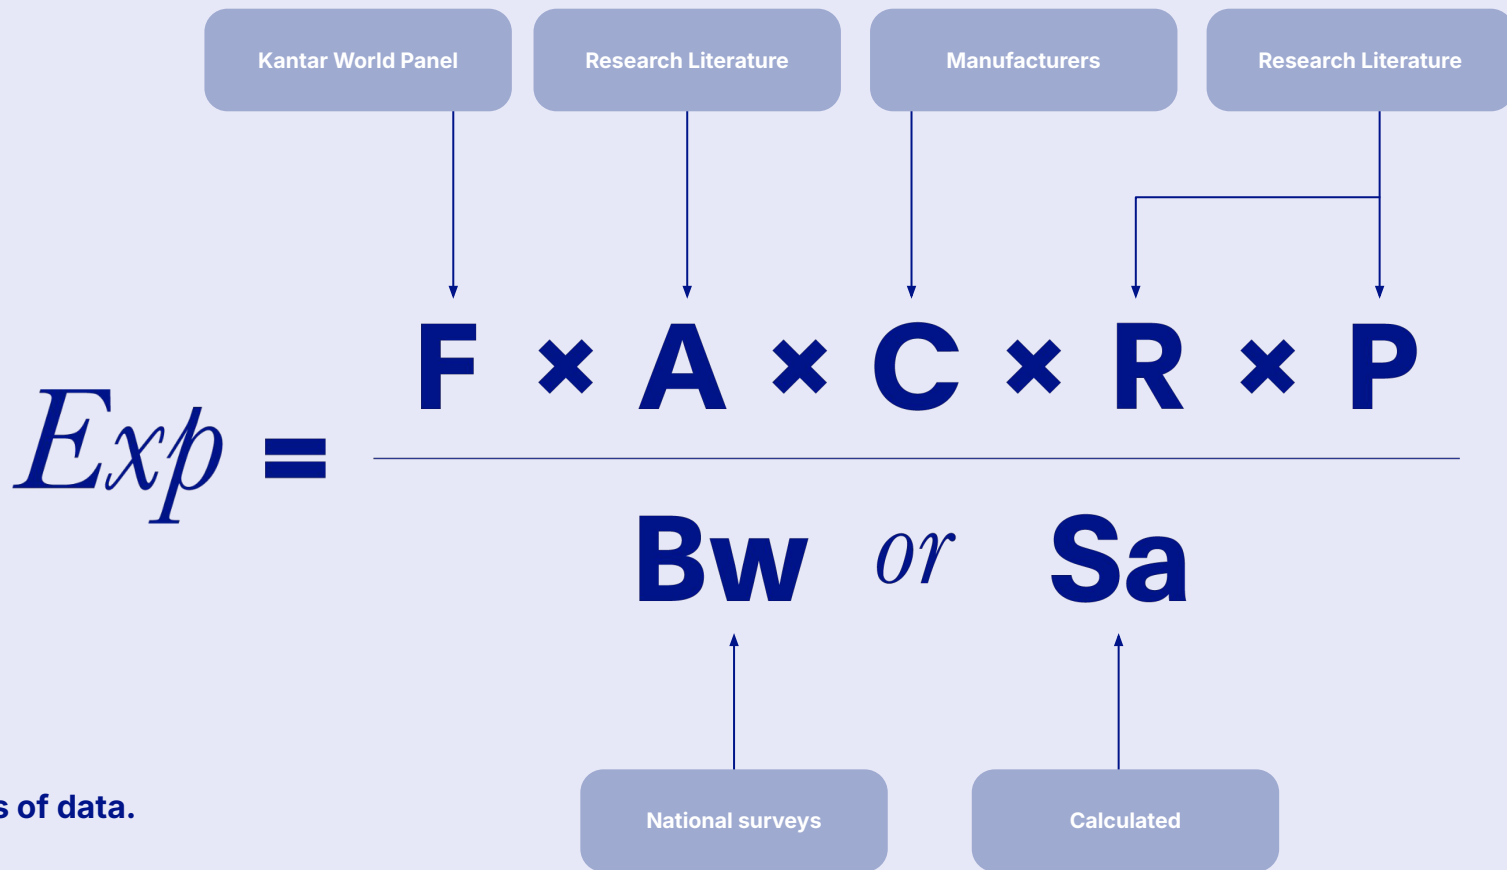 Kantar World Panel
Research Literature
Manufacturers
Research Literature
F × A × C × R × P
Exp =
Bw or Sa
of data.
National surveys
Calculated